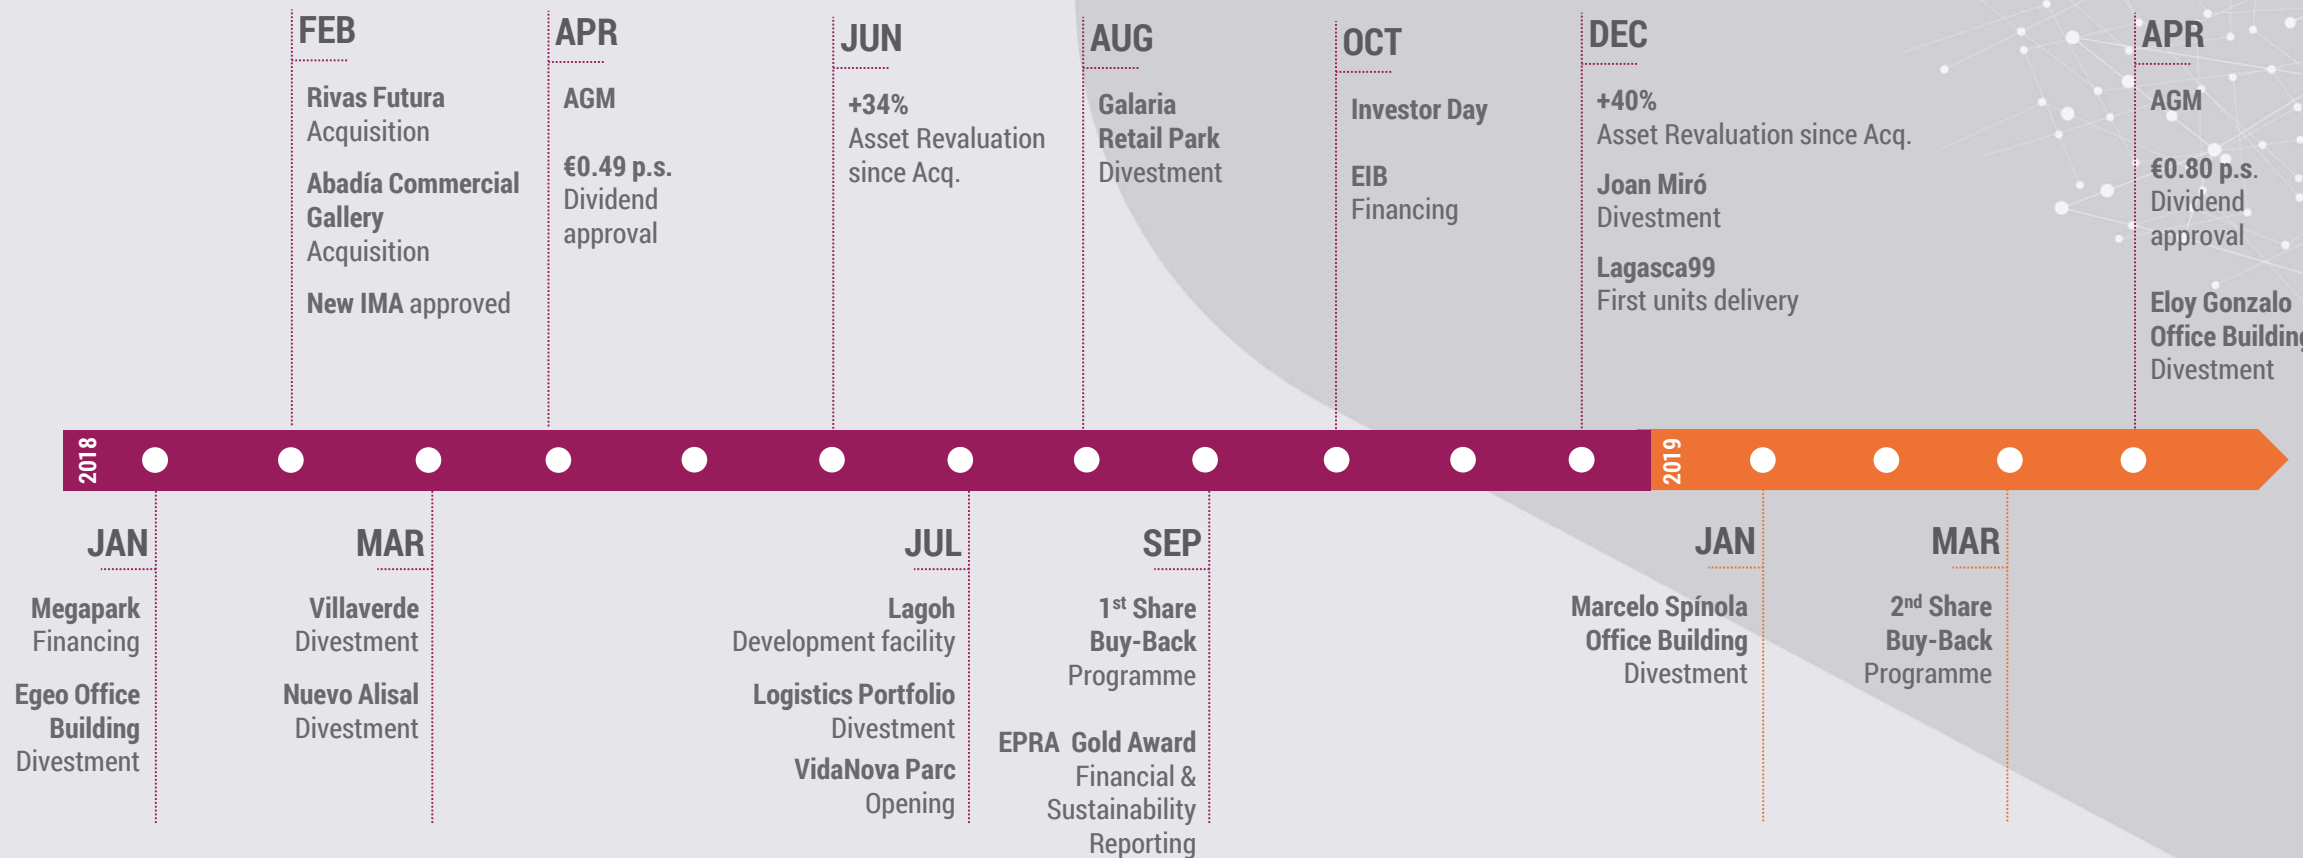 FEB
Rivas Futura
Acquisition
Abadía Commercial
Gallery
Acquisition
New IMA approved
APR
AGM
€0.49 p.s.
Dividend
approval
JUN
+34%
Asset Revaluation
since Acq.
AUG
Galaria
Retail Park
Divestment
OCT
Investor Day
EIB
Financing
DEC
+40%
Asset Revaluation since Acq.
Joan Miró
Divestment
Lagasca99
First units delivery
APR
AGM
€0.80 p.s.
Dividend
approval
Eloy Gonzalo
Office Building
Divestment
2018
2019
JAN
Megapark
Financing
Egeo Office
Building
Divestment
MAR
Villaverde
Divestment
Nuevo Alisal
Divestment
JUL
Lagoh
Development facility
Logistics Portfolio
Divestment
VidaNova Parc
Opening
SEP
1st Share
Buy-Back
Programme
EPRA Gold Award
Financial &
Sustainability
Reporting
JAN
Marcelo Spínola
Office Building
Divestment
MAR
2nd Share
Buy-Back
Programme